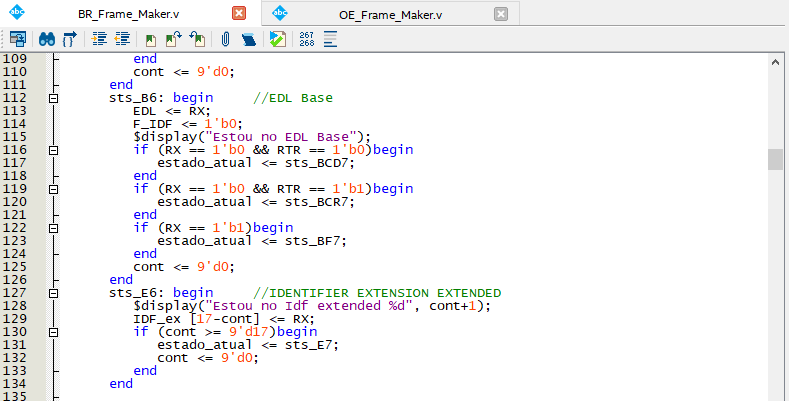 abc BR_Frame_Maker.v abc OE_Frame_Maker.v
267
268
109 end
110 cont <= 9'd0;
111 end
112 sts_B6: begin //EDL Base
113 EDL <= RX;
114 F_IDF <= 1'b0;
115 $display("Estou no EDL Base");
116 if (RX == 1'b0 && RTR == 1'b0)begin
117 estado_atual <= sts_BCD7;
118 end
119 if (RX == 1'b0 && RTR == 1'b1)begin
120 estado_atual <= sts_BCR7;
121 end
122 if (RX == 1'b1)begin
123 estado_atual <= sts_BF7;
124 end
125 cont <= 9'd0;
126 end
127 sts_E6: begin //IDENTIFIER EXTENSION EXTENDED
128 $display("Estou no Idf extended %d", cont+1);
129 IDF_ex [17-cont] <= RX;
130 if (cont >= 9'd17)begin
131 estado_atual <= sts_E7;
132 cont <= 9'd0;
133 end
134 end
135